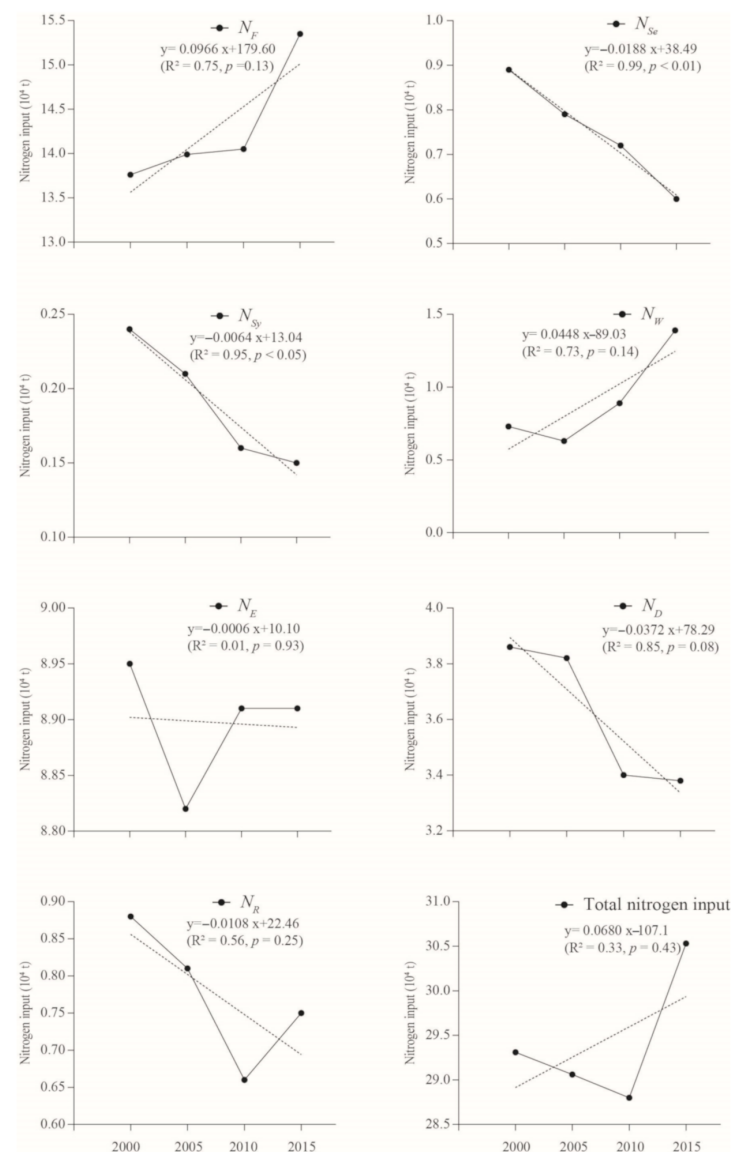 N_F
y= 0.0966 x+179.60
(R² = 0.75, p =0.13)
Nitrogen input (10⁴ t)
15.5
15.0
14.5
14.0
13.5
13.0
N_Se
y=−0.0188 x+38.49
(R² = 0.99, p < 0.01)
Nitrogen input (10⁴ t)
1.0
0.9
0.8
0.7
0.6
0.5
N_Sy
y=−0.0064 x+13.04
(R² = 0.95, p < 0.05)
Nitrogen input (10⁴ t)
0.25
0.20
0.15
0.10
N_W
y= 0.0448 x–89.03
(R² = 0.73, p = 0.14)
Nitrogen input (10⁴ t)
1.5
1.0
0.5
0.0
N_E
y=−0.0006 x+10.10
(R² = 0.01, p = 0.93)
Nitrogen input (10⁴ t)
9.00
8.95
8.90
8.85
8.80
N_D
y=−0.0372 x+78.29
(R² = 0.85, p = 0.08)
Nitrogen input (10⁴ t)
4.0
3.8
3.6
3.4
3.2
N_R
y=−0.0108 x+22.46
(R² = 0.56, p = 0.25)
Nitrogen input (10⁴ t)
0.90
0.80
0.75
0.70
0.65
0.60
2000 2005 2010 2015
Total nitrogen input
y= 0.0680 x–107.1
(R² = 0.33, p = 0.43)
Nitrogen input (10⁴ t)
31.0
30.5
30.0
29.5
29.0
28.5
2000 2005 2010 2015